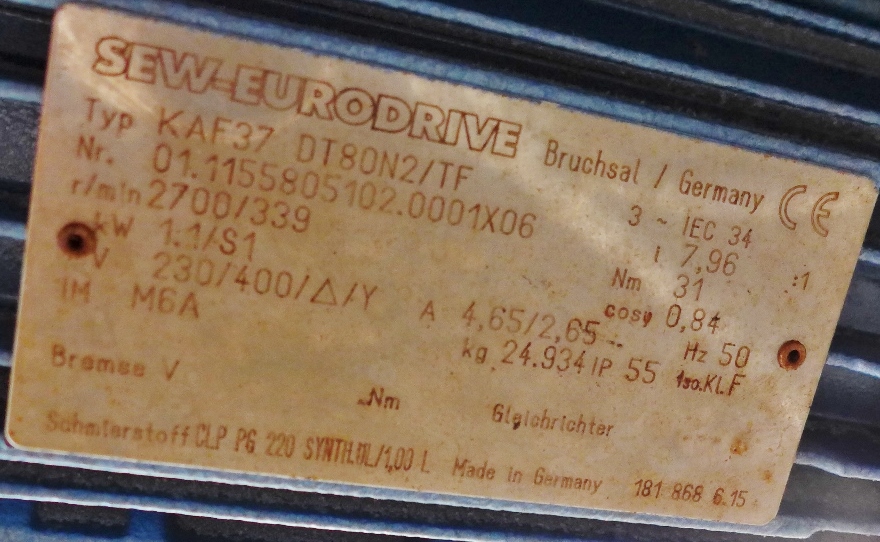 SEW-EURODRIVE Bruchsal / Germany CE
Typ KAF37 DT80N2/TF 3 ~ IEC 34
Nr. 01.1155805102.0001X06 i 7,96 :1
r/min 2700/339 Nm 31
kW 1.1/S1 cosφ 0,84
V 230/400/△/Y A 4,65/2,65 Hz 50
IM M6A kg 24.934 IP 55 Iso.Kl.F
Bremse V Nm Gleichrichter
Schmierstoff CLP PG 220 SYNTH.ÖL/1,00 L Made in Germany 181 868 6.15